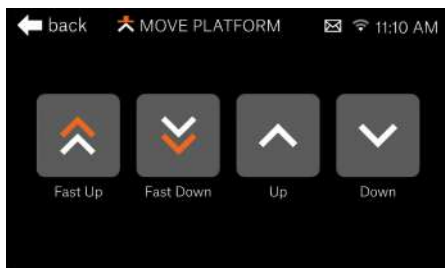 back MOVE PLATFORM 11:10 AM
Fast Up Fast Down Up Down